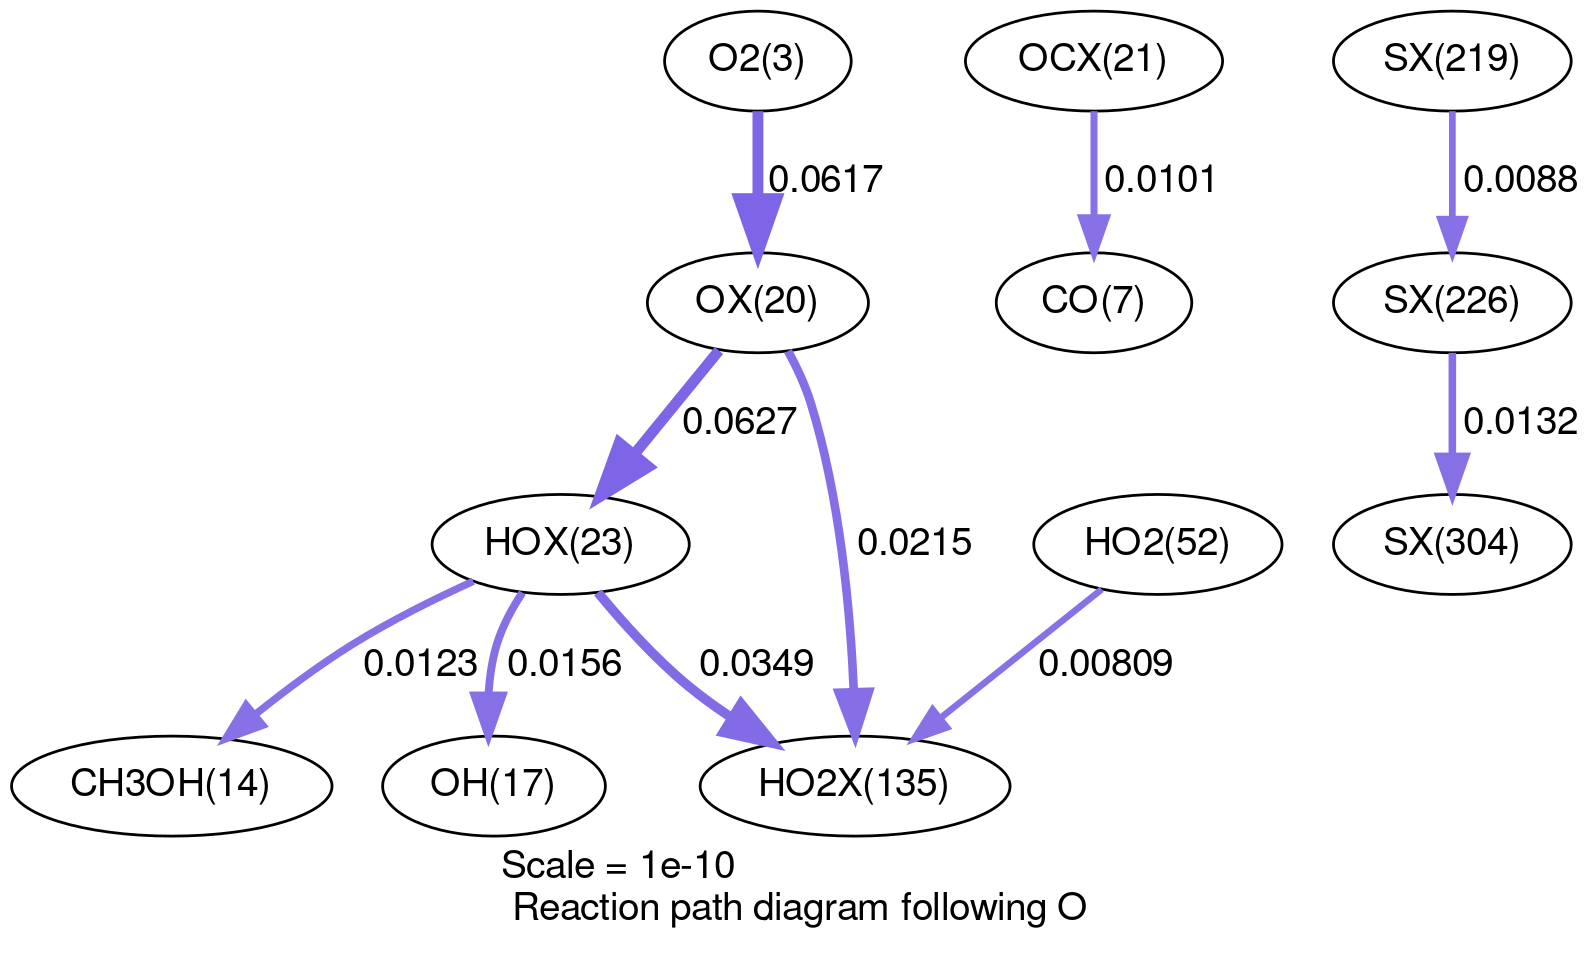 O2(3)
OCX(21)
SX(219)
0.0617
0.0101
0.0088
OX(20)
CO(7)
SX(226)
0.0627
0.0132
HOX(23)
0.0215
HO2(52)
SX(304)
0.0123
0.0156
0.0349
0.00809
CH3OH(14)
OH(17)
HO2X(135)
Scale = 1e-10
Reaction path diagram following O